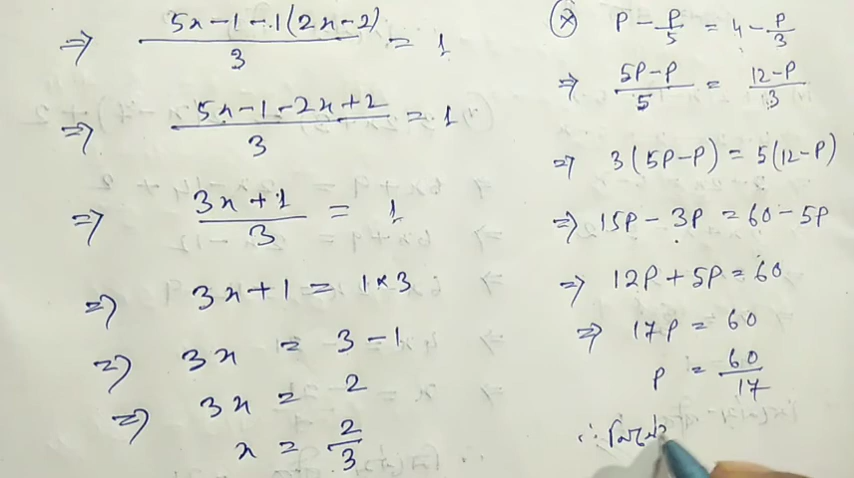 ⇒ (5x-1-1(2x-2))/3 = 1
⇒ (5x-1-2x+2)/3 = 1
⇒ (3x+1)/3 = 1
⇒ 3x+1 = 1×3
⇒ 3x = 3-1
⇒ 3x = 2
x = 2/3
(x) P - P/5 = 4 - P/3
⇒ (5P-P)/5 = (12-P)/3
⇒ 3(5P-P) = 5(12-P)
⇒ 15P - 3P = 60 - 5P
⇒ 12P + 5P = 60
⇒ 17P = 60
P = 60/17
∴